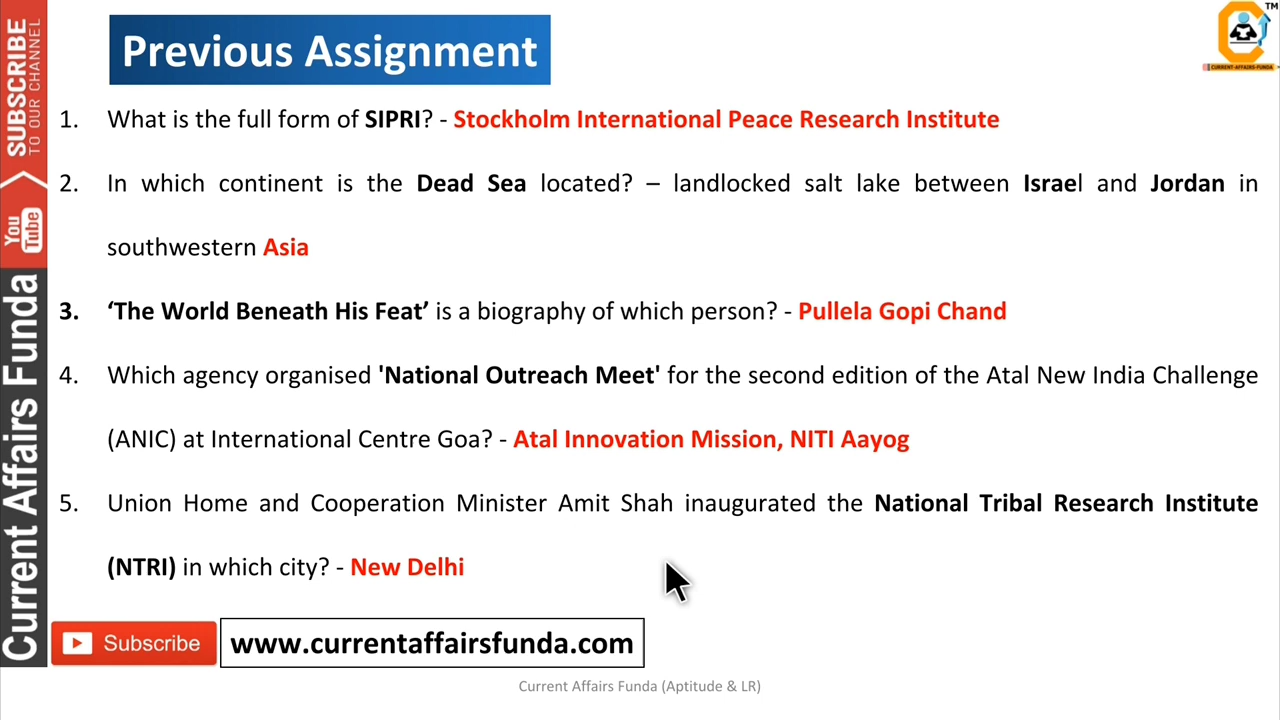 Previous Assignment
1. What is the full form of SIPRI? - Stockholm International Peace Research Institute
2. In which continent is the Dead Sea located? – landlocked salt lake between Israel and Jordan in
southwestern Asia
3. ‘The World Beneath His Feat’ is a biography of which person? - Pullela Gopi Chand
4. Which agency organised 'National Outreach Meet' for the second edition of the Atal New India Challenge
(ANIC) at International Centre Goa? - Atal Innovation Mission, NITI Aayog
5. Union Home and Cooperation Minister Amit Shah inaugurated the National Tribal Research Institute
(NTRI) in which city? - New Delhi
Subscribe
www.currentaffairsfunda.com
Current Affairs Funda (Aptitude & LR)
SUBSCRIBE
TO OUR CHANNEL
You
Tube
Current Affairs Funda
TM
CURRENT-AFFAIRS-FUNDA